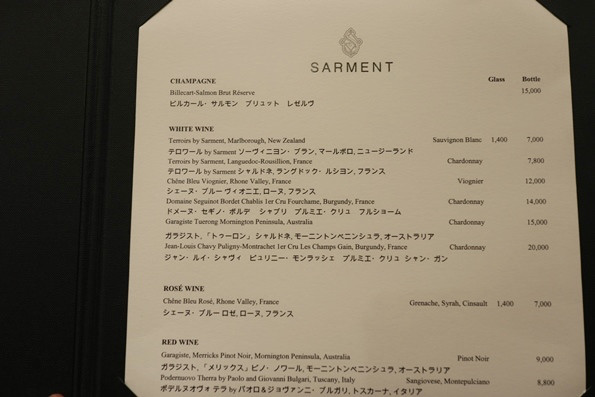 SARMENT
Glass Bottle
CHAMPAGNE
Billecart-Salmon Brut Réserve 15,000
ビルカール・サルモン ブリュット レゼルヴ
WHITE WINE
Terroirs by Sarment, Marlborough, New Zealand Sauvignon Blanc 1,400 7,000
テロワール by Sarment ソーヴィニヨン・ブラン, マールボロ, ニュージーランド
Terroirs by Sarment, Languedoc-Rousillion, France Chardonnay 7,800
テロワール by Sarment シャルドネ, ラングドック・ルシヨン, フランス
Chêne Bleu Viognier, Rhone Valley, France Viognier 12,000
シェーヌ・ブルー ヴィオニエ, ローヌ, フランス
Domaine Seguinot Bordet Chablis 1er Cru Fourchame, Burgundy, France Chardonnay 14,000
ドメーヌ・セギノ・ボルデ シャブリ プルミエ・クリュ フルショーム
Garagiste Tuerong Mornington Peninsula, Australia Chardonnay 15,000
ガラジスト, 「トゥーロン」 シャルドネ, モーニントンペニンシュラ, オーストラリア
Jean-Louis Chavy Puligny-Montrachet 1er Cru Les Champs Gain, Burgundy, France Chardonnay 20,000
ジャン・ルイ・シャヴィ ピュリニー・モンラッシェ プルミエ・クリュ シャン・ガン
ROSÉ WINE
Chêne Bleu Rosé, Rhone Valley, France Grenache, Syrah, Cinsault 1,400 7,000
シェーヌ・ブルー ロゼ, ローヌ, フランス
RED WINE
Garagiste, Merricks Pinot Noir, Mornington Peninsula, Australia Pinot Noir 9,000
ガラジスト, 「メリックス」 ピノ・ノワール, モーニントンペニンシュラ, オーストラリア
Podernuovo Therra by Paolo and Giovanni Bulgari, Tuscany, Italy Sangiovese, Montepulciano 8,800
ポデルヌオヴォ テラ by パオロ＆ジョヴァンニ・ブルガリ, トスカーナ, イタリア